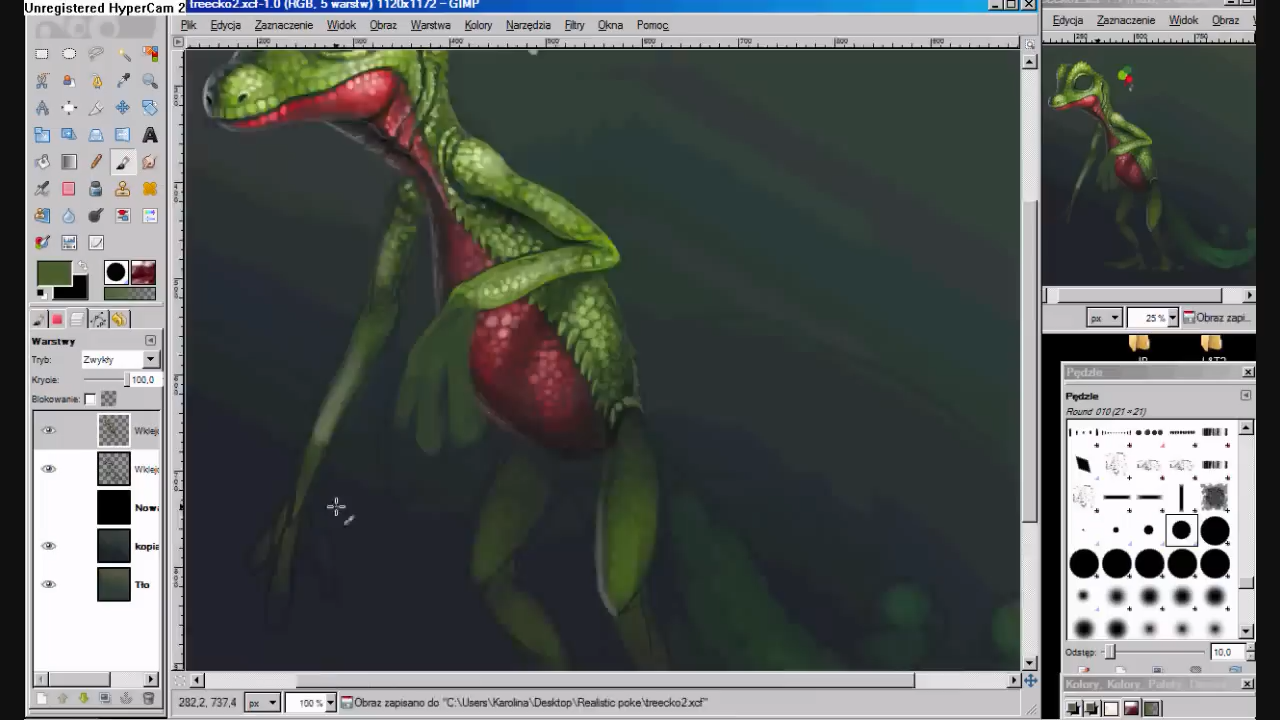 Unregistered HyperCam 2
treecko2.xcf-1.0 (RGB, 5 warstw) 1120x1172 – GIMP
Plik Edycja Zaznaczenie Widok Obraz Warstwa Kolory Narzędzia Filtry Okna Pomoc
Edycja Zaznaczenie Widok Obraz
Warstwy
Tryb: Zwykły
Krycie: 100,0
Blokowanie:
Wklej
Wklej
Nowa
kopia
Tło
px 25 % Obraz zapi...
Pędzle
Pędzle
Round 010 (21 × 21)
Odstęp: 10,0
282,2, 737,4 px 100 % Obraz zapisano do "C:\Users\Karolina\Desktop\Realistic poke\treecko2.xcf"